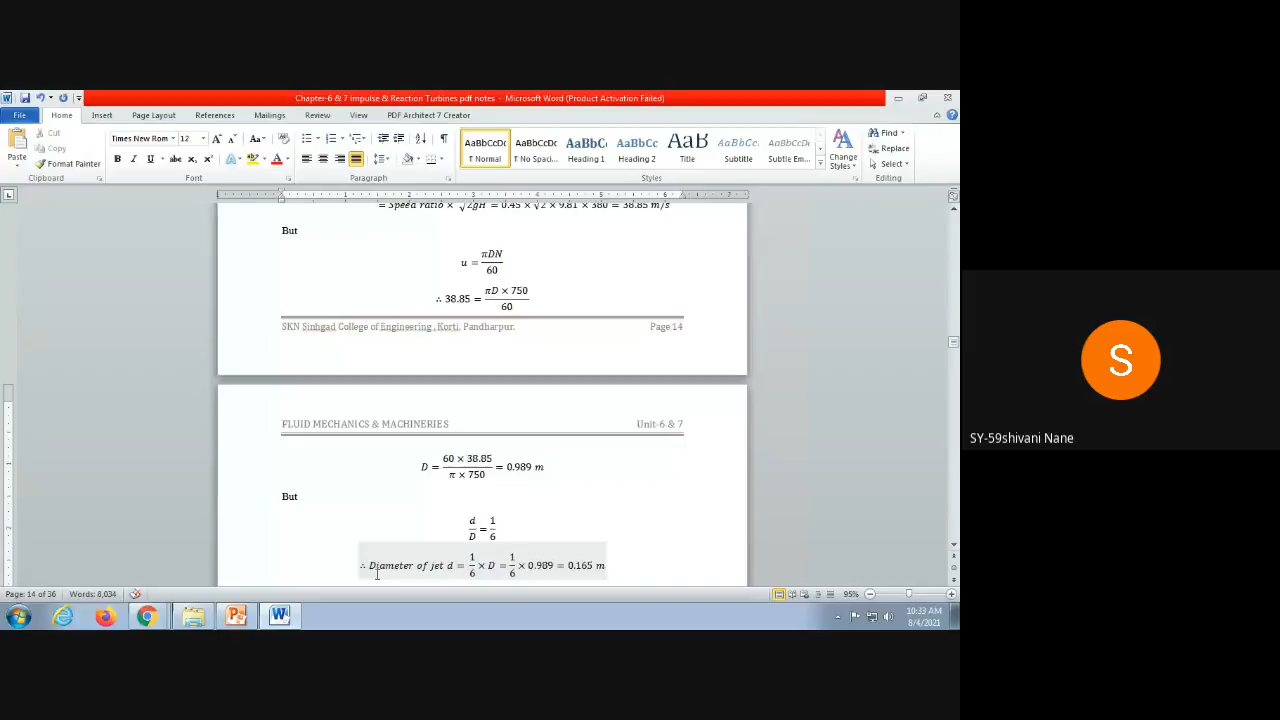 Chapter-6 & 7 impulse & Reaction Turbines pdf notes - Microsoft Word (Product Activation Failed)
File Home Insert Page Layout References Mailings Review View PDF Architect 7 Creator
Cut
Copy
Paste
Format Painter
Times New Rom 12
AaBbCcDc AaBbCcDc AaBbC AaBbCc AaB AaBbCc. AaBbCcDc
¶ Normal ¶ No Spaci... Heading 1 Heading 2 Title Subtitle Subtle Em...
Change Styles
Find
Replace
Select
Clipboard Font Paragraph Styles Editing
= Speed ratio × √2gH = 0.45 × √2 × 9.81 × 380 = 38.85 m/s
But
u = πDN/60
∴ 38.85 = πD × 750/60
SKN Sinhgad College of Engineering, Korti, Pandharpur. Page 14
FLUID MECHANICS & MACHINERIES Unit-6 & 7
D = 60 × 38.85/π × 750 = 0.989 m
But
d/D = 1/6
∴ Diameter of jet d = 1/6 × D = 1/6 × 0.989 = 0.165 m
Page: 14 of 36 Words: 8,034 95%
10:33 AM
8/4/2021
S
SY-59shivani Nane